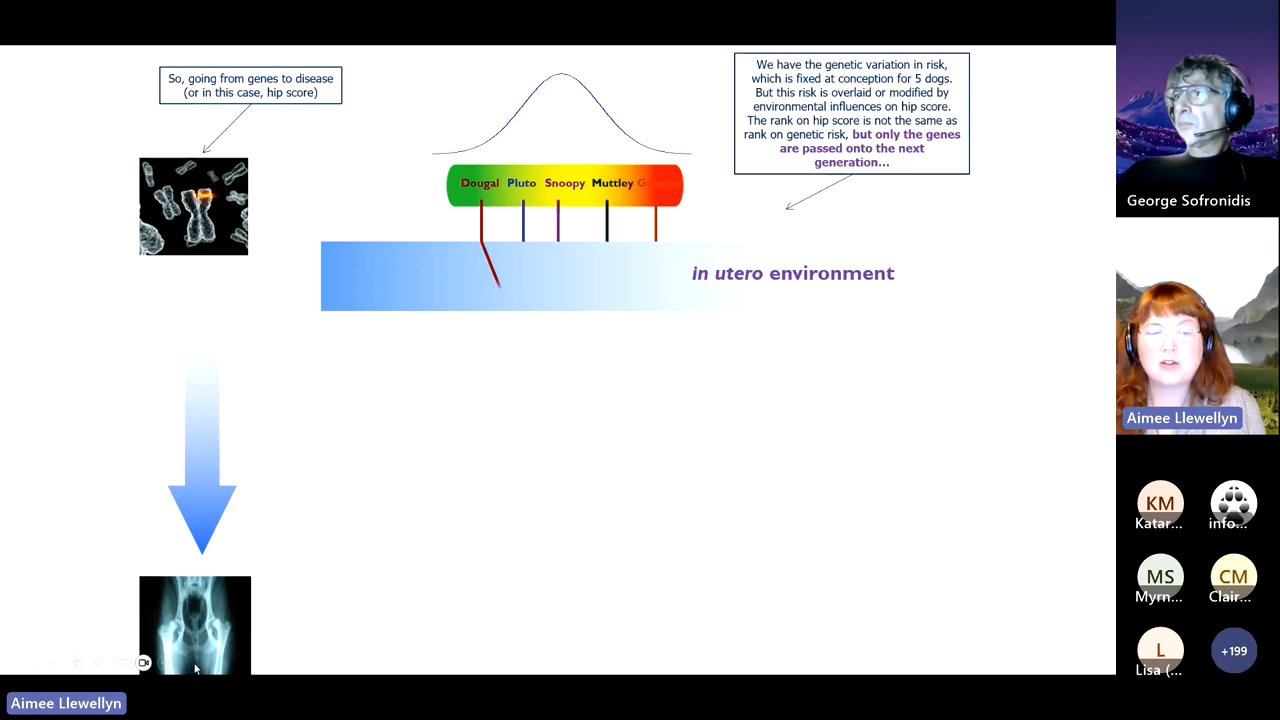 So, going from genes to disease
(or in this case, hip score)
We have the genetic variation in risk,
which is fixed at conception for 5 dogs.
But this risk is overlaid or modified by
environmental influences on hip score.
The rank on hip score is not the same as
rank on genetic risk, but only the genes
are passed onto the next
generation...
Dougal Pluto Snoopy Muttley
in utero environment
George Sofronidis
Aimee Llewellyn
KM
Katar...
info...
MS
Myrn...
CM
Clair...
L
Lisa (...
+199
Aimee Llewellyn